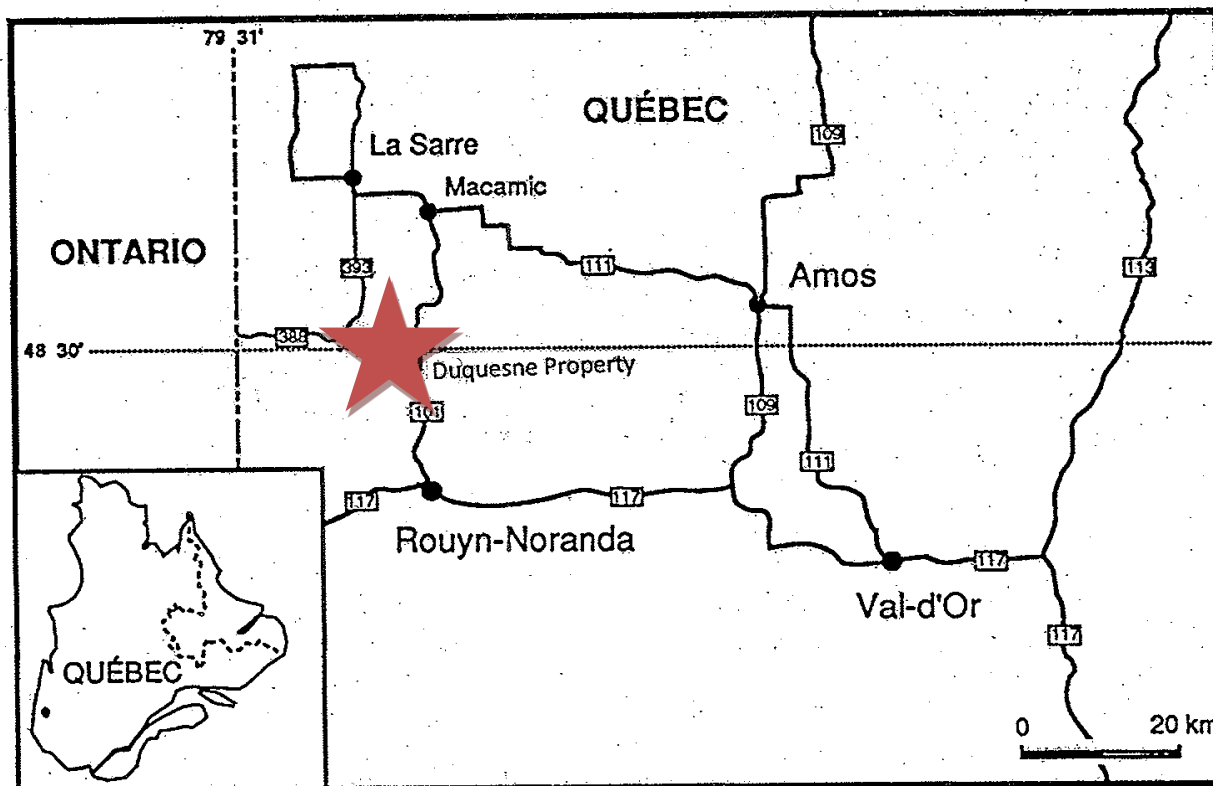 79 31'
QUÉBEC
109
La Sarre
Macamic
ONTARIO
393
111
Amos
113
388
48 30'
Duquesne Property
101
109
111
117
117
Rouyn-Noranda
117
Val-d'Or
117
QUÉBEC
0 20 km